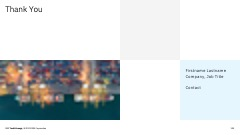 Thank You
Firstname Lastname
Company, Job Title
Contact